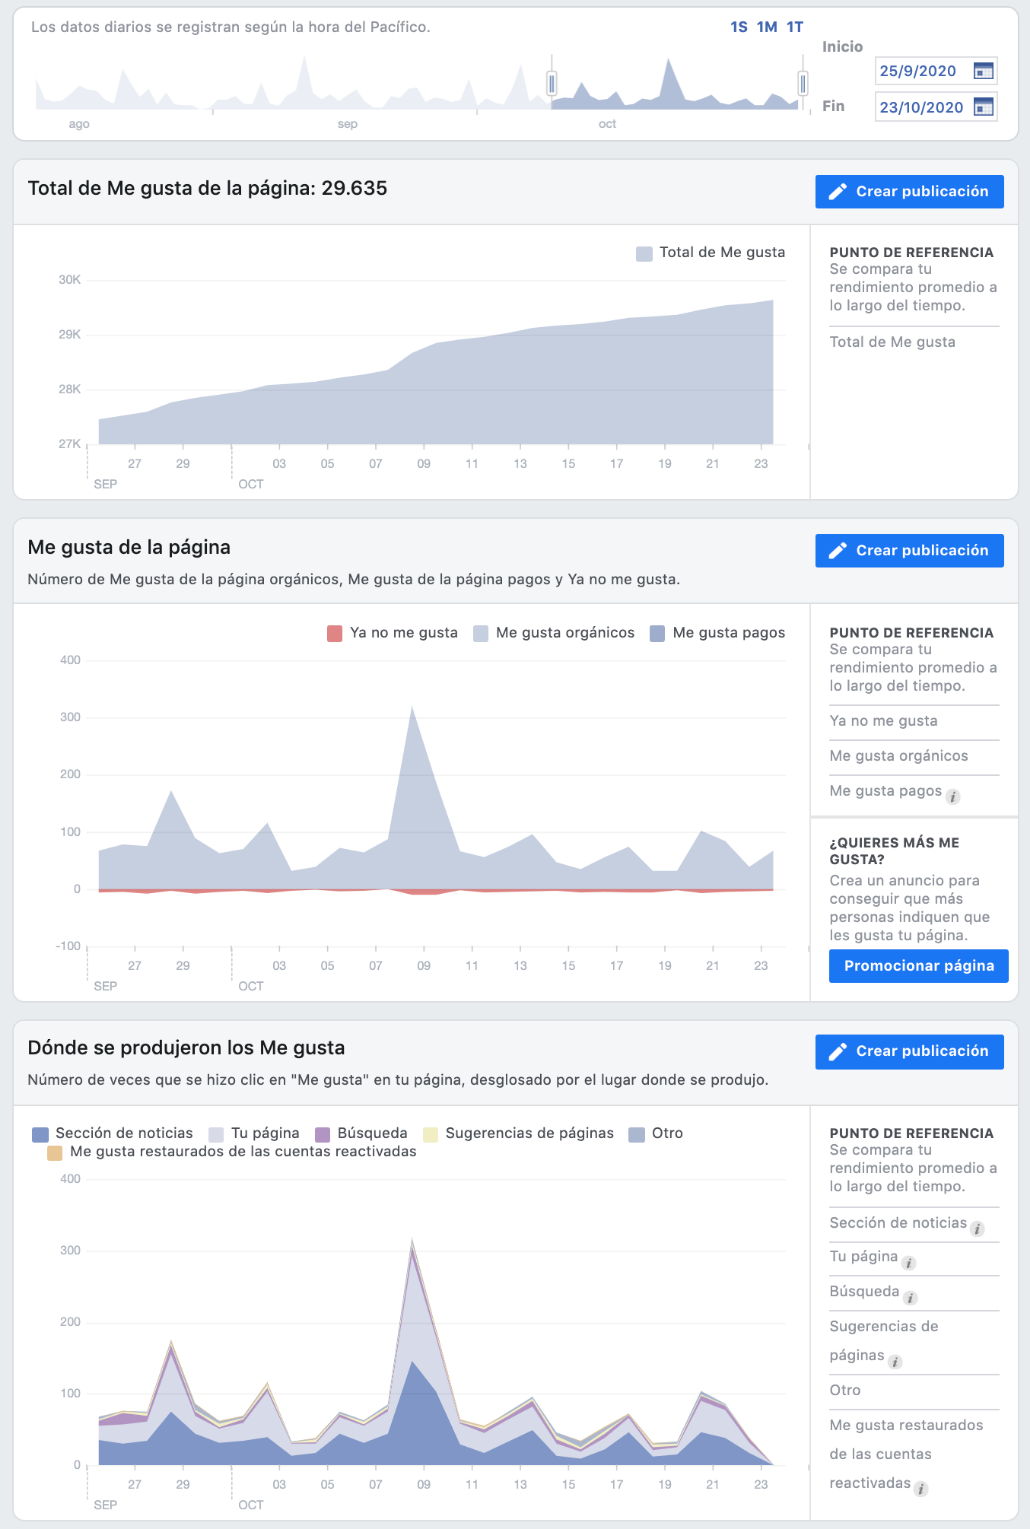 Los datos diarios se registran según la hora del Pacífico.
1S 1M 1T
Inicio
25/9/2020
Fin
23/10/2020
ago sep oct
Total de Me gusta de la página: 29.635
Crear publicación
Total de Me gusta
30K
29K
28K
27K
27 29 03 05 07 09 11 13 15 17 19 21 23
SEP OCT
PUNTO DE REFERENCIA
Se compara tu
rendimiento promedio a
lo largo del tiempo.
Total de Me gusta
Me gusta de la página
Número de Me gusta de la página orgánicos, Me gusta de la página pagos y Ya no me gusta.
Crear publicación
Ya no me gusta Me gusta orgánicos Me gusta pagos
400
300
200
100
0
-100
27 29 03 05 07 09 11 13 15 17 19 21 23
SEP OCT
PUNTO DE REFERENCIA
Se compara tu
rendimiento promedio a
lo largo del tiempo.
Ya no me gusta
Me gusta orgánicos
Me gusta pagos i
¿QUIERES MÁS ME
GUSTA?
Crea un anuncio para
conseguir que más
personas indiquen que
les gusta tu página.
Promocionar página
Dónde se produjeron los Me gusta
Número de veces que se hizo clic en "Me gusta" en tu página, desglosado por el lugar donde se produjo.
Crear publicación
Sección de noticias Tu página Búsqueda Sugerencias de páginas Otro
Me gusta restaurados de las cuentas reactivadas
400
300
200
100
0
27 29 03 05 07 09 11 13 15 17 19 21 23
SEP OCT
PUNTO DE REFERENCIA
Se compara tu
rendimiento promedio a
lo largo del tiempo.
Sección de noticias i
Tu página i
Búsqueda i
Sugerencias de
páginas i
Otro
Me gusta restaurados
de las cuentas
reactivadas i